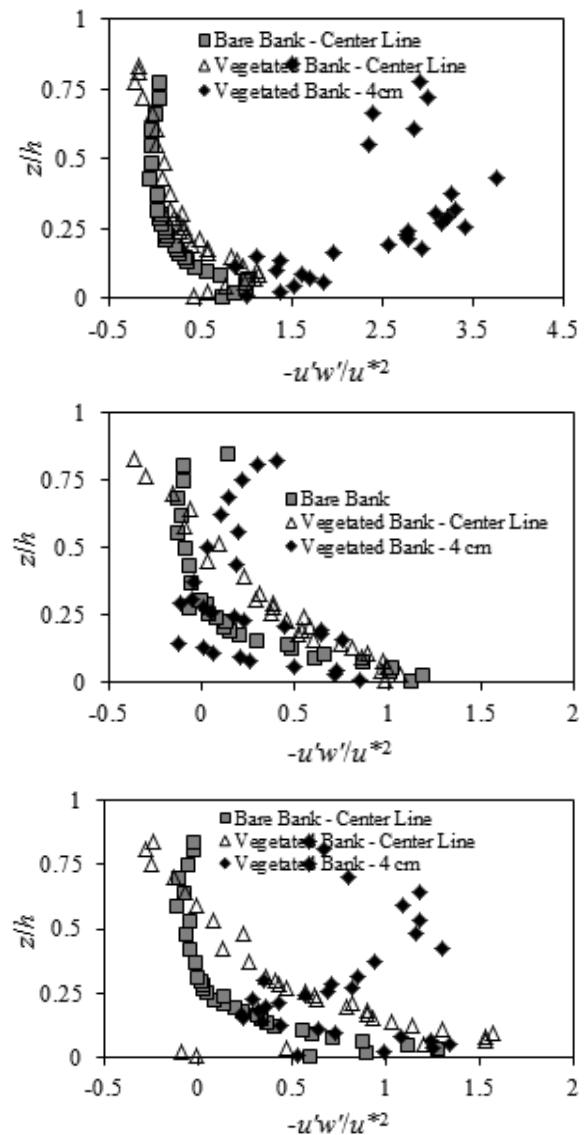 1
Bare Bank - Center Line
Vegetated Bank - Center Line
Vegetated Bank - 4cm
0.75
0.5
0.25
0
z/h
-0.5 0.5 1.5 2.5 3.5 4.5
-u'w'/u*2
1
0.75
Bare Bank
Vegetated Bank - Center Line
Vegetated Bank - 4 cm
0.5
0.25
0
z/h
-0.5 0 0.5 1 1.5 2
-u'w'/u*2
1
Bare Bank - Center Line
Vegetated Bank - Center Line
Vegetated Bank - 4 cm
0.75
0.5
0.25
0
z/h
-0.5 0 0.5 1 1.5 2
-u'w'/u*2